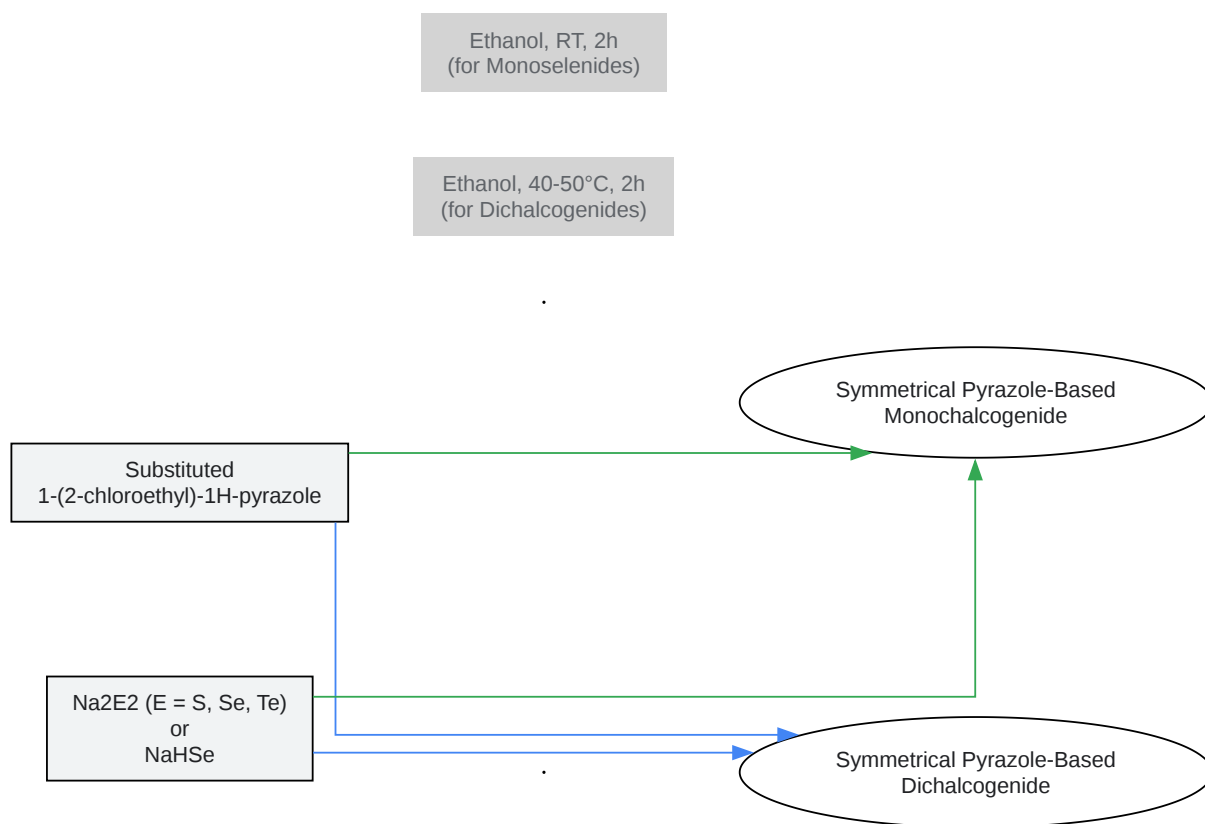 Ethanol, RT, 2h
(for Monoselenides)
Ethanol, 40-50°C, 2h
(for Dichalcogenides)
.
Symmetrical Pyrazole-Based
Monochalcogenide
Substituted
1-(2-chloroethyl)-1H-pyrazole
Na2E2 (E = S, Se, Te)
or
NaHSe
.
Symmetrical Pyrazole-Based
Dichalcogenide